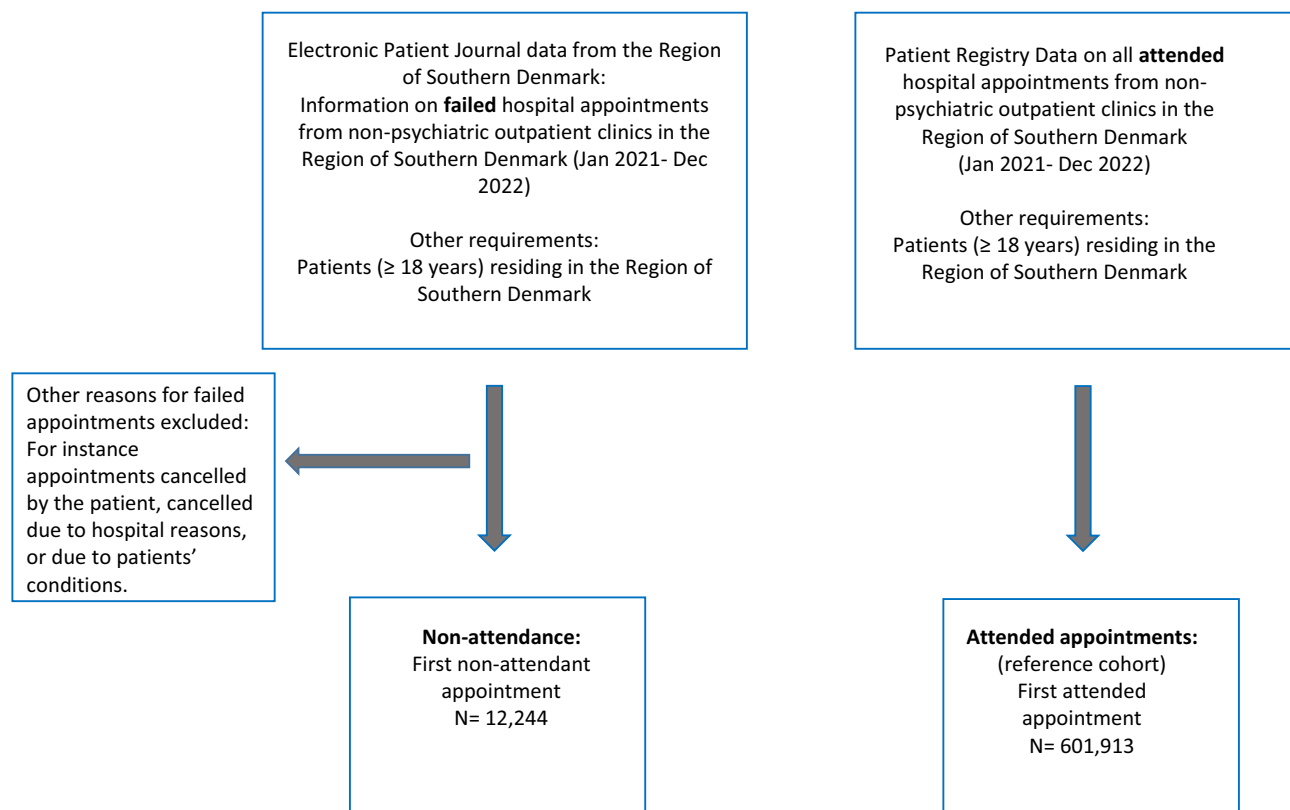 Electronic Patient Journal data from the Region
of Southern Denmark:
Information on failed hospital appointments
from non-psychiatric outpatient clinics in the
Region of Southern Denmark (Jan 2021- Dec
2022)
Other requirements:
Patients (≥ 18 years) residing in the Region of
Southern Denmark
Patient Registry Data on all attended
hospital appointments from non-
psychiatric outpatient clinics in the
Region of Southern Denmark
(Jan 2021- Dec 2022)
Other requirements:
Patients (≥ 18 years) residing in the
Region of Southern Denmark
Other reasons for failed
appointments excluded:
For instance
appointments cancelled
by the patient, cancelled
due to hospital reasons,
or due to patients’
conditions.
Non-attendance:
First non-attendant
appointment
N= 12,244
Attended appointments:
(reference cohort)
First attended
appointment
N= 601,913